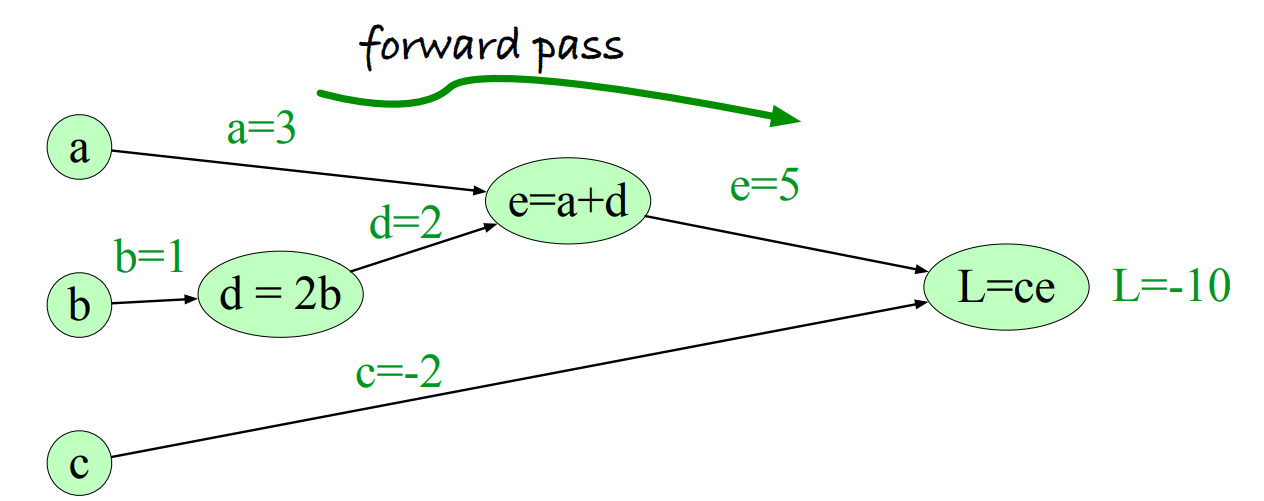 forward pass
a
a=3
e=a+d
e=5
d=2
b=1
b
d = 2b
L=ce
L=-10
c=-2
c